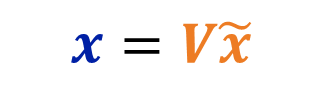 x = Vx̃